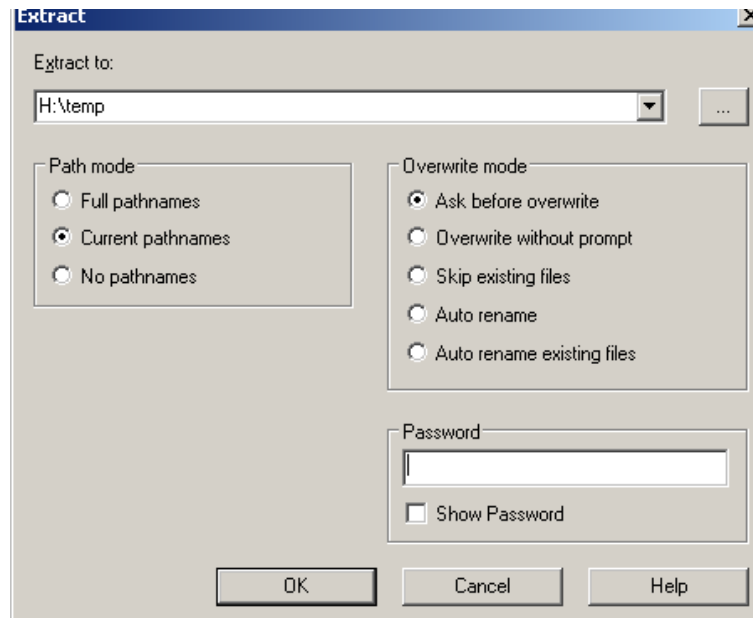 Extract
Extract to:
H:\temp
...
Path mode
Full pathnames
Current pathnames
No pathnames
Overwrite mode
Ask before overwrite
Overwrite without prompt
Skip existing files
Auto rename
Auto rename existing files
Password
Show Password
OK
Cancel
Help